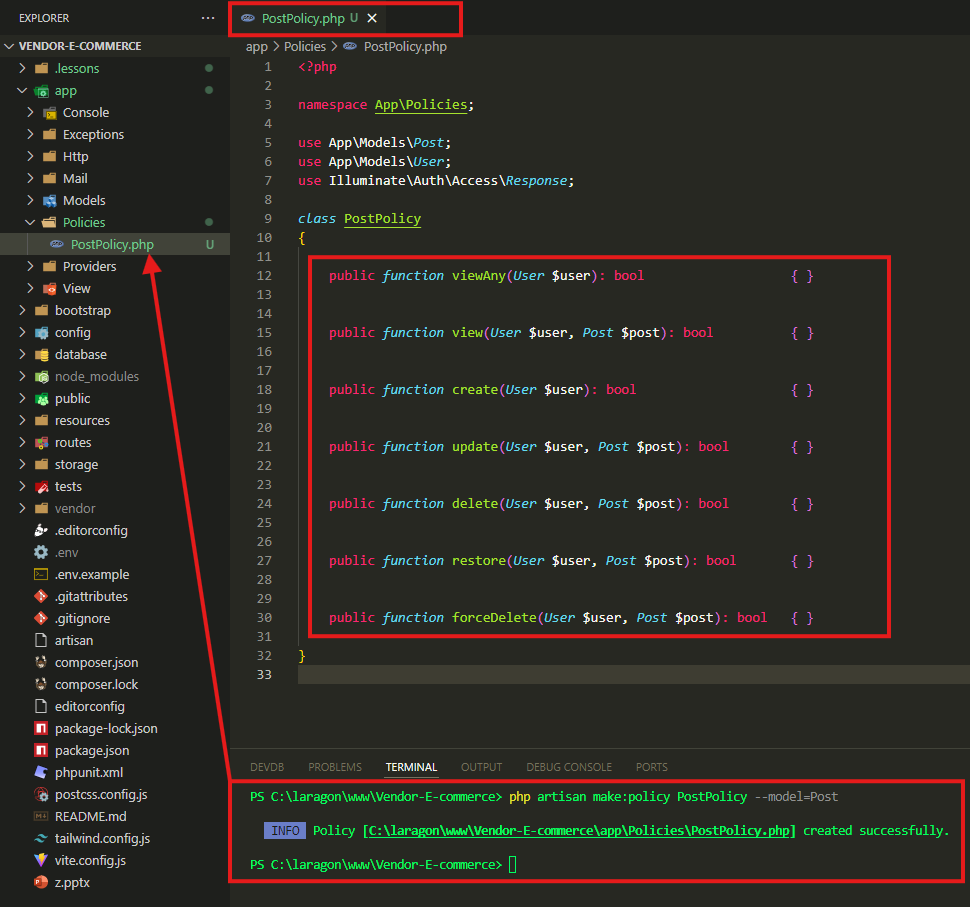 EXPLORER ···
VENDOR-E-COMMERCE
.lessons
app
Console
Exceptions
Http
Mail
Models
Policies
PostPolicy.php U
Providers
View
bootstrap
config
database
node_modules
public
resources
routes
storage
tests
vendor
.editorconfig
.env
.env.example
.gitattributes
.gitignore
artisan
composer.json
composer.lock
editorconfig
package-lock.json
package.json
phpunit.xml
postcss.config.js
README.md
tailwind.config.js
vite.config.js
z.pptx
PostPolicy.php U
app > Policies > PostPolicy.php
1 <?php
2
3 namespace App\Policies;
4
5 use App\Models\Post;
6 use App\Models\User;
7 use Illuminate\Auth\Access\Response;
8
9 class PostPolicy
10 {
11
12 public function viewAny(User $user): bool { }
13
14
15 public function view(User $user, Post $post): bool { }
16
17
18 public function create(User $user): bool { }
19
20
21 public function update(User $user, Post $post): bool { }
22
23
24 public function delete(User $user, Post $post): bool { }
25
26
27 public function restore(User $user, Post $post): bool { }
28
29
30 public function forceDelete(User $user, Post $post): bool { }
31
32 }
33
DEVDB PROBLEMS TERMINAL OUTPUT DEBUG CONSOLE PORTS
PS C:\laragon\www\Vendor-E-commerce> php artisan make:policy PostPolicy --model=Post
INFO Policy [C:\laragon\www\Vendor-E-commerce\app\Policies\PostPolicy.php] created successfully.
PS C:\laragon\www\Vendor-E-commerce>